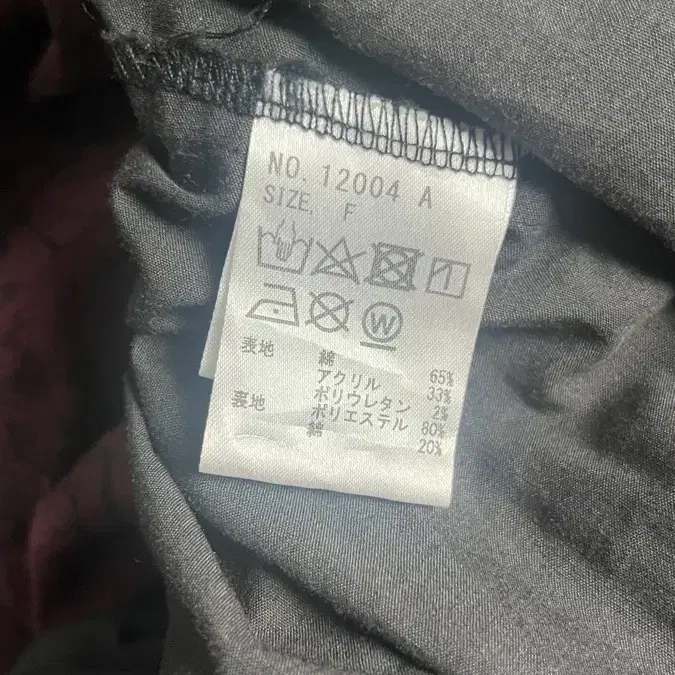 NO. 12004 A
SIZE. F
W
表地 綿 65%
アクリル 33%
ポリウレタン 2%
表地 ポリエステル 80%
綿 20%